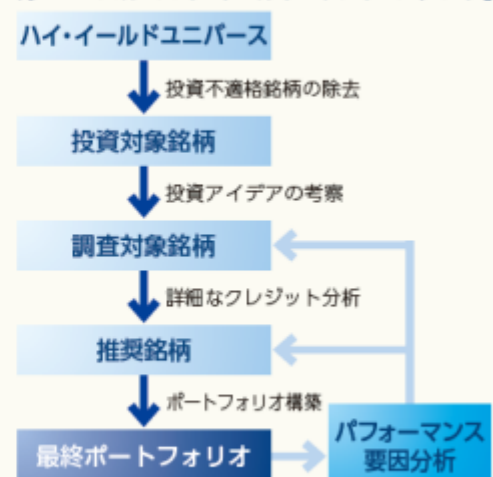 ハイ・イールドユニバース
投資不適格銘柄の除去
投資対象銘柄
投資アイデアの考察
調査対象銘柄
詳細なクレジット分析
推奨銘柄
ポートフォリオ構築
最終ポートフォリオ
パフォーマンス
要因分析